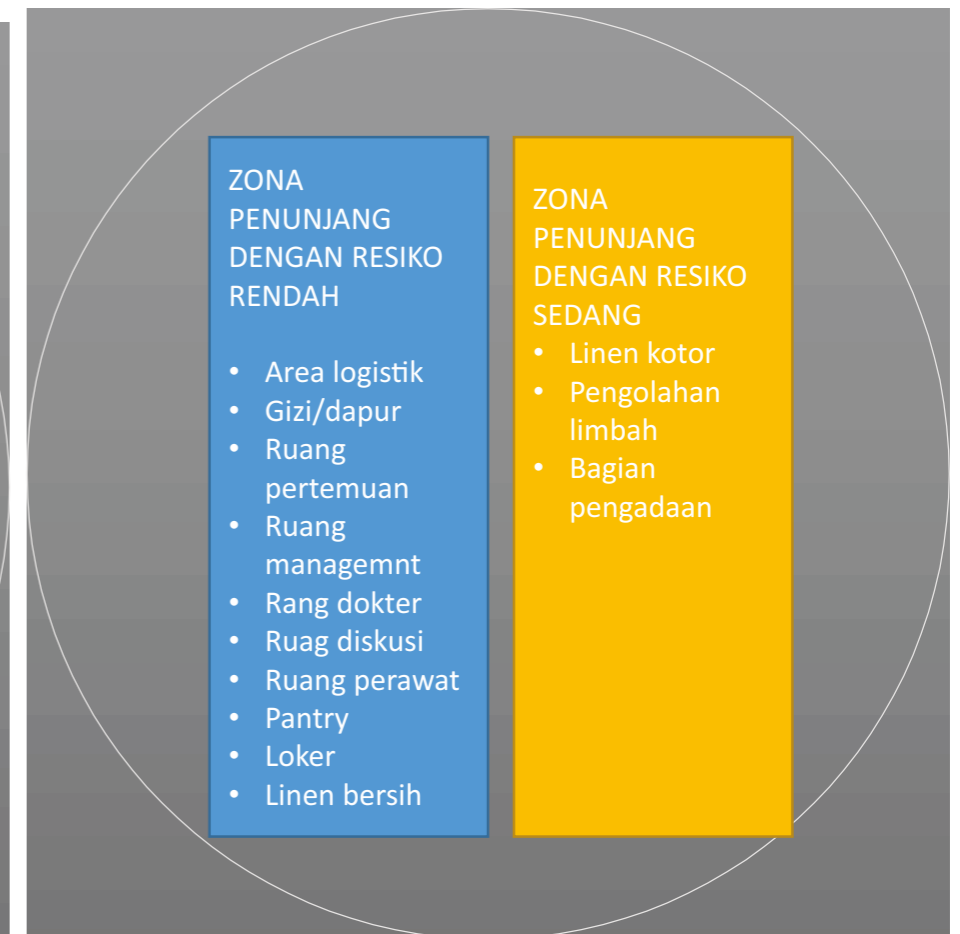 ZONA
PENUNJANG
DENGAN RESIKO
RENDAH
• Area logistik
• Gizi/dapur
• Ruang
pertemuan
• Ruang
managemnt
• Rang dokter
• Ruag diskusi
• Ruang perawat
• Pantry
• Loker
• Linen bersih
ZONA
PENUNJANG
DENGAN RESIKO
SEDANG
• Linen kotor
• Pengolahan
limbah
• Bagian
pengadaan